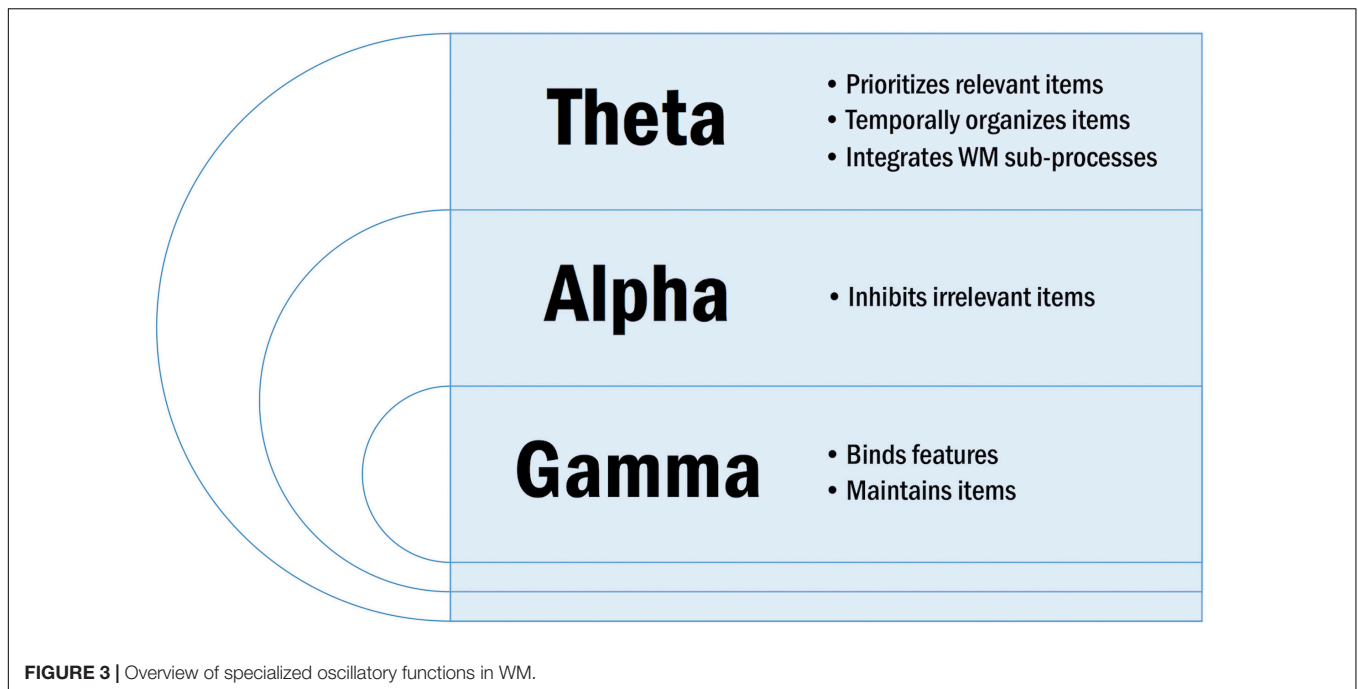 Theta
• Prioritizes relevant items
• Temporally organizes items
• Integrates WM sub-processes
Alpha
• Inhibits irrelevant items
Gamma
• Binds features
• Maintains items
FIGURE 3 | Overview of specialized oscillatory functions in WM.